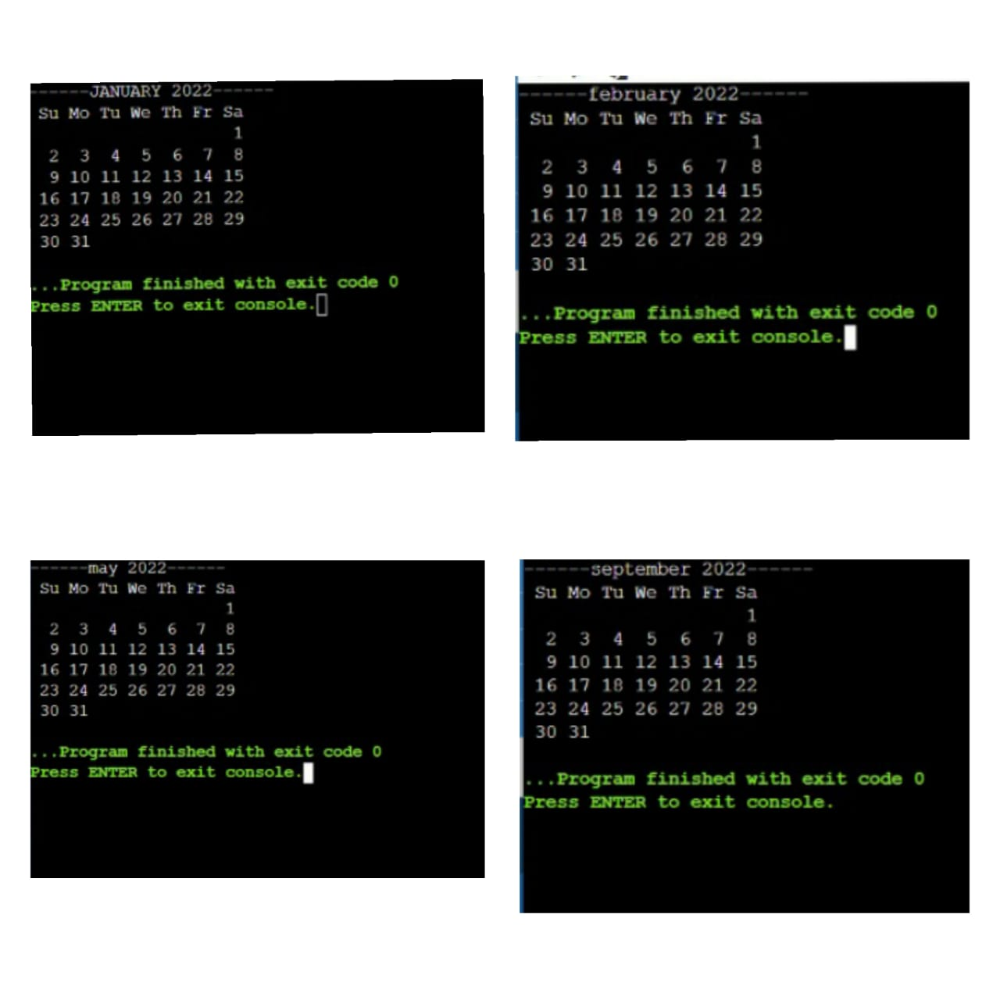 ------JANUARY 2022------
Su Mo Tu We Th Fr Sa
1
2 3 4 5 6 7 8
9 10 11 12 13 14 15
16 17 18 19 20 21 22
23 24 25 26 27 28 29
30 31
...Program finished with exit code 0
Press ENTER to exit console.
------february 2022------
Su Mo Tu We Th Fr Sa
1
2 3 4 5 6 7 8
9 10 11 12 13 14 15
16 17 18 19 20 21 22
23 24 25 26 27 28 29
30 31
...Program finished with exit code 0
Press ENTER to exit console.
------may 2022------
Su Mo Tu We Th Fr Sa
1
2 3 4 5 6 7 8
9 10 11 12 13 14 15
16 17 18 19 20 21 22
23 24 25 26 27 28 29
30 31
...Program finished with exit code 0
Press ENTER to exit console.
------september 2022------
Su Mo Tu We Th Fr Sa
1
2 3 4 5 6 7 8
9 10 11 12 13 14 15
16 17 18 19 20 21 22
23 24 25 26 27 28 29
30 31
...Program finished with exit code 0
Press ENTER to exit console.